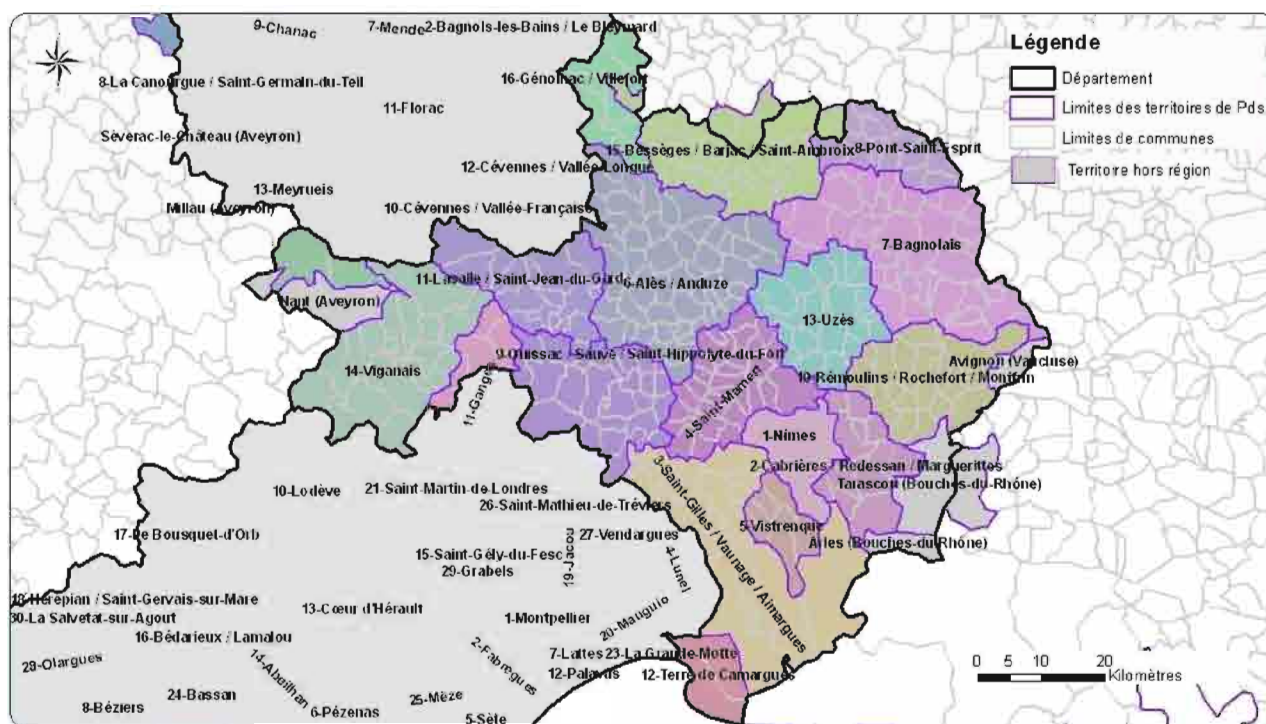 9-Chanac
7-Mende
2-Bagnols-les-Bains / Le Bleymard
8-La Canourgue / Saint-Germain-du-Teil
16-Génolhac / Villefort
11-Florac
Séverac-le-Château (Aveyron)
15-Bessèges / Barjac / Saint-Ambroix
8-Pont-Saint-Esprit
12-Cévennes / Vallée-Longue
13-Meyrueis
Millau (Aveyron)
10-Cévennes / Vallée-Française
7-Bagnolais
11-Lasalle / Saint-Jean-du-Gard
6-Alès / Anduze
Nant (Aveyron)
13-Uzès
9-Quissac / Sauve / Saint-Hippolyte-du-Fort
Avignon (Vaucluse)
14-Viganais
10-Rémoulins / Rochefort / Montfrin
11-Ganges
4-Saint-Mamert
1-Nîmes
2-Cabrières / Redessan / Marguerittes
Tarascon (Bouches-du-Rhône)
3-Saint-Gilles / Vaunage / Aimargues
10-Lodève
21-Saint-Martin-de-Londres
26-Saint-Mathieu-de-Tréviers
5-Vistrenque
Arles (Bouches-du-Rhône)
17-Le Bousquet-d'Orb
27-Vendargues
15-Saint-Gély-du-Fesc
29-Grabels
19-Jacou
4-Lunel
18-Hérépian / Saint-Gervais-sur-Mare
30-La Salvetat-sur-Agout
13-Cœur d'Hérault
1-Montpellier
20-Mauguio
16-Bédarieux / Lamalou
28-Olargues
14-Abeilhan
2-Fabrègues
7-Lattes
23-La Grande-Motte
12-Palavas
12-Terre de Camargues
24-Bassan
25-Mèze
8-Béziers
6-Pézenas
5-Sète
Légende
Département
Limites des territoires de Pds
Limites de communes
Territoire hors région
0 5 10 20
Kilomètres